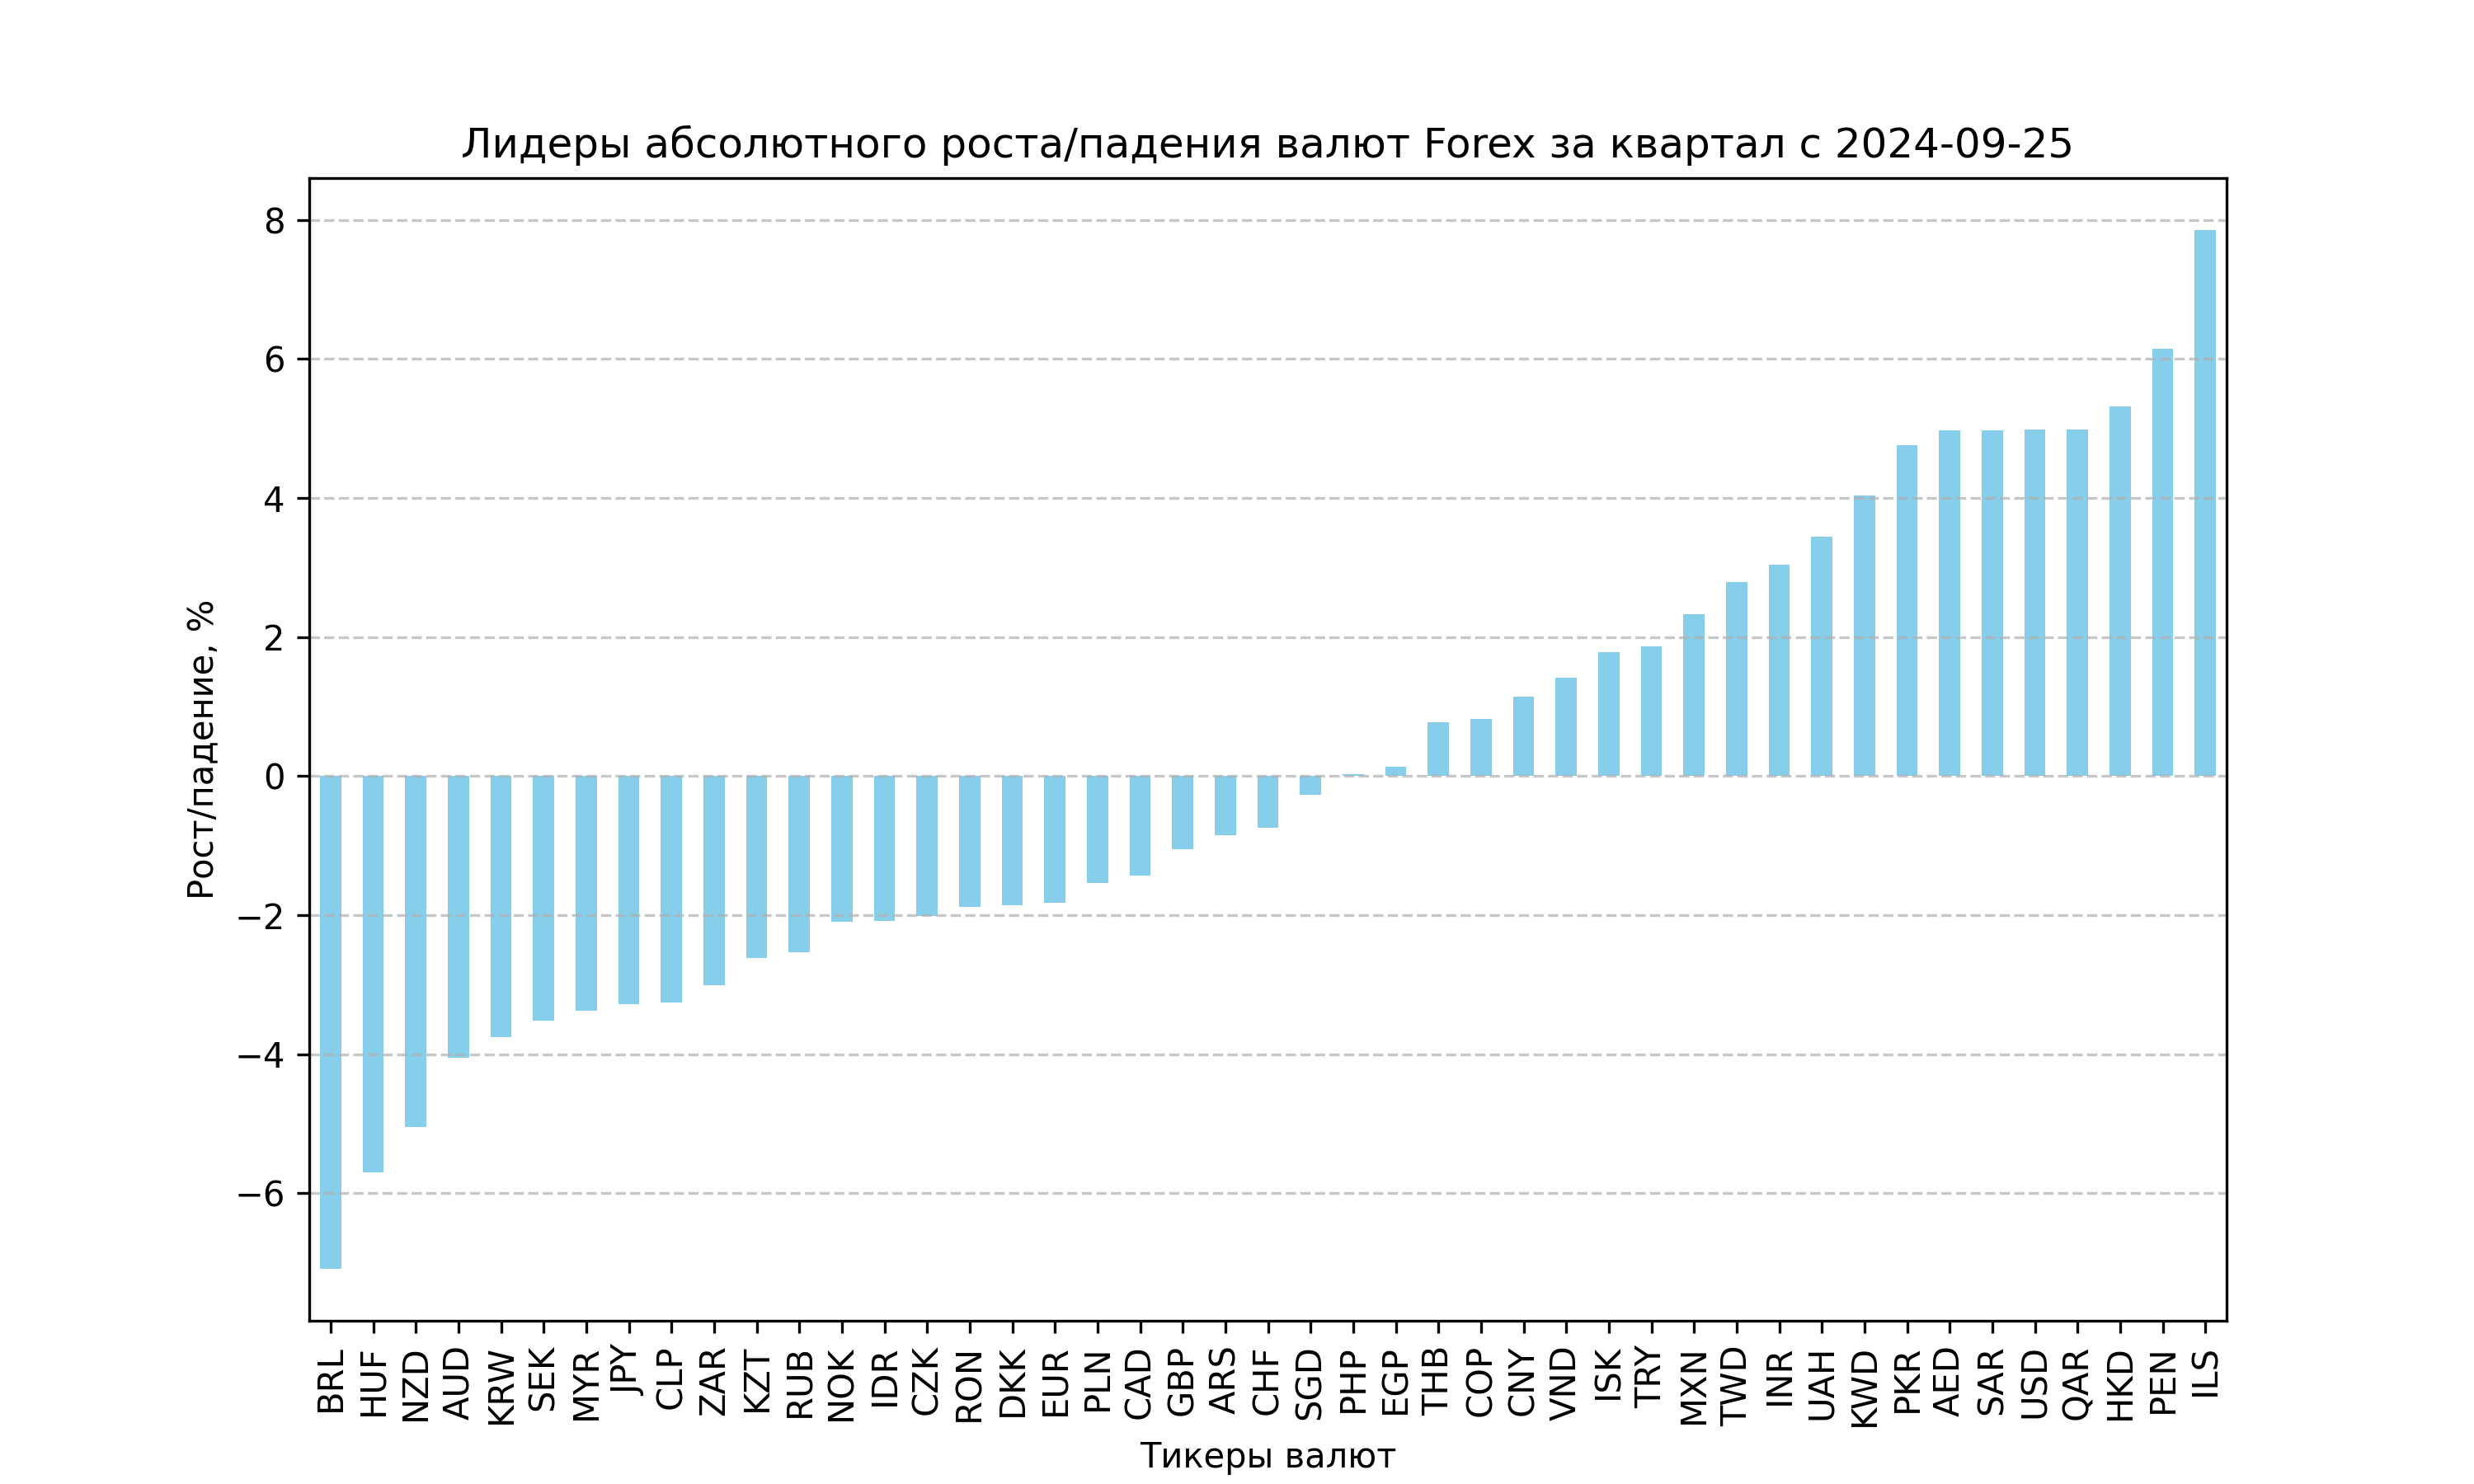 Лидеры абсолютного роста/падения валют Forex за квартал с 2024-09-25
Рост/падение, %
8
6
4
2
0
−2
−4
−6
BRL HUF NZD AUD KRW SEK MYR JPY CLP ZAR KZT RUB NOK IDR CZK RON DKK EUR PLN CAD GBP ARS CHF SGD PHP EGP THB COP CNY VND ISK TRY MXN TWD INR UAH KWD PKR AED SAR USD QAR HKD PEN ILS
Тикеры валют